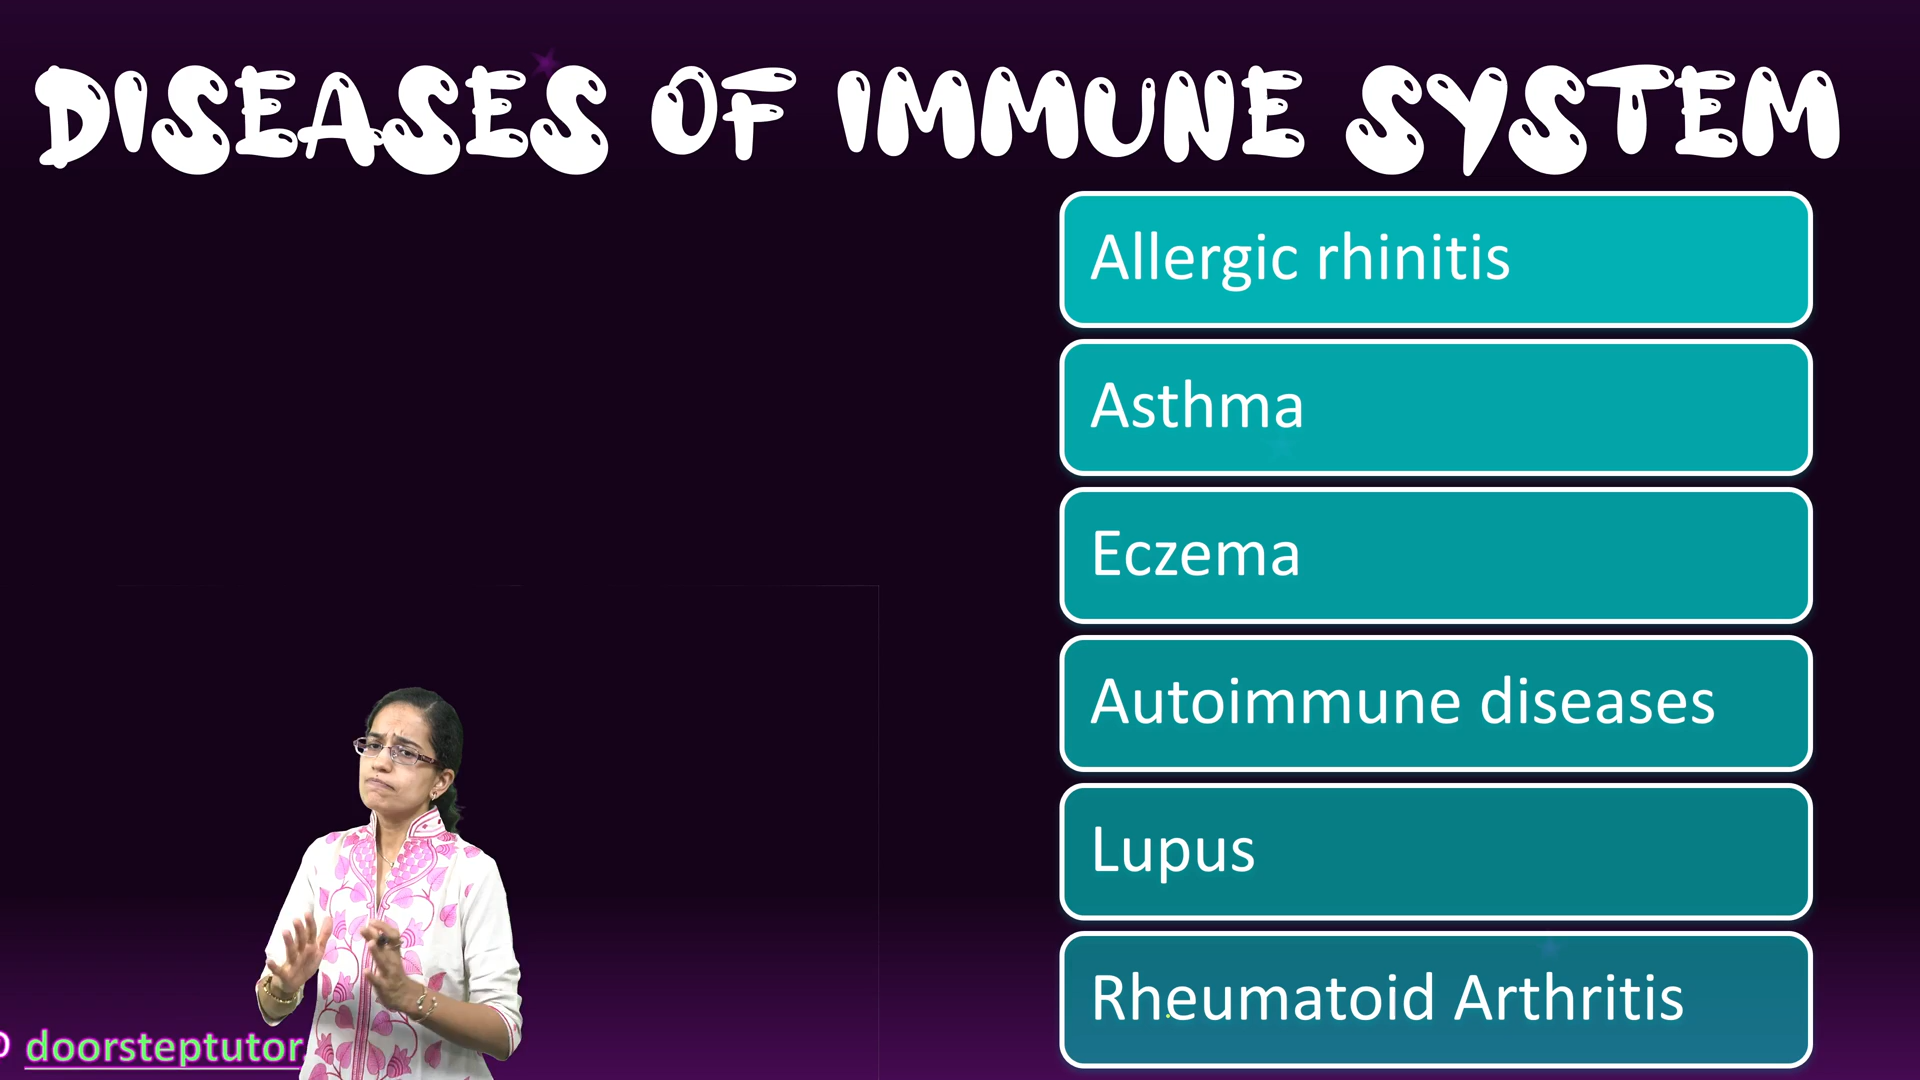 DISEASES OF IMMUNE SYSTEM
Allergic rhinitis
Asthma
Eczema
Autoimmune diseases
Lupus
Rheumatoid Arthritis
doorsteptutor.